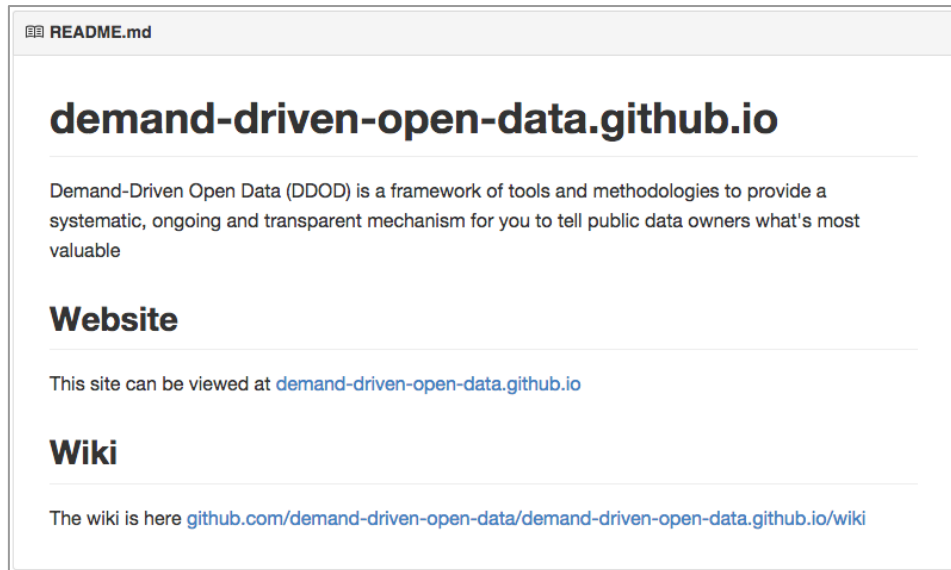 README.md
demand-driven-open-data.github.io
Demand-Driven Open Data (DDOD) is a framework of tools and methodologies to provide a
systematic, ongoing and transparent mechanism for you to tell public data owners what's most
valuable
Website
This site can be viewed at demand-driven-open-data.github.io
Wiki
The wiki is here github.com/demand-driven-open-data/demand-driven-open-data.github.io/wiki